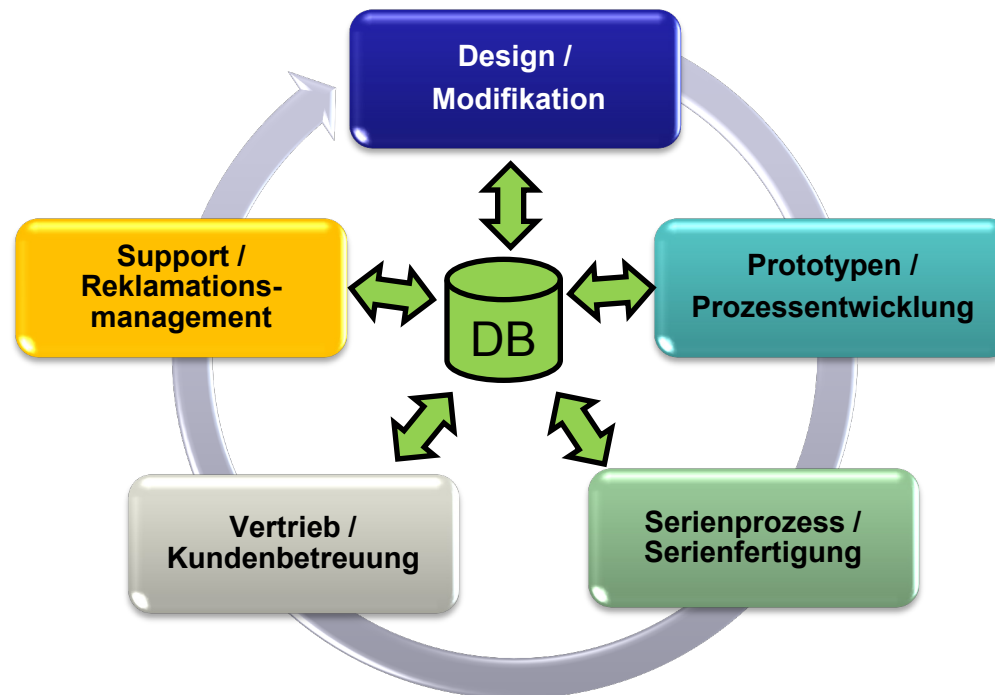 Design /
Modifikation
Support /
Reklamations-
management
Prototypen /
Prozessentwicklung
DB
Vertrieb /
Kundenbetreuung
Serienprozess /
Serienfertigung